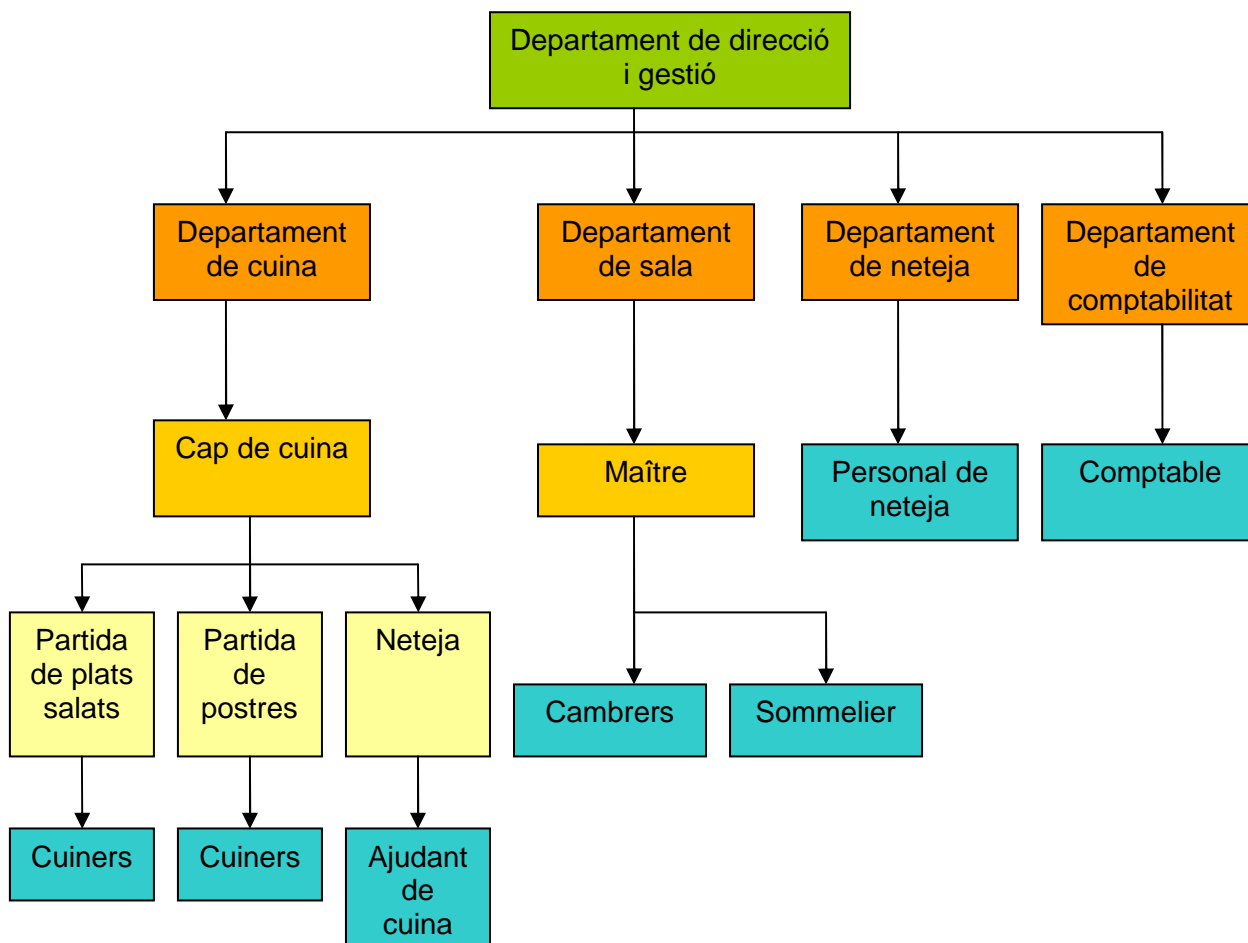 Departament de direcció
i gestió
Departament
de cuina
Departament
de sala
Departament
de neteja
Departament
de
comptabilitat
Cap de cuina
Maître
Personal de
neteja
Comptable
Partida
de plats
salats
Partida
de
postres
Neteja
Cambrers
Sommelier
Cuiners
Cuiners
Ajudant
de
cuina